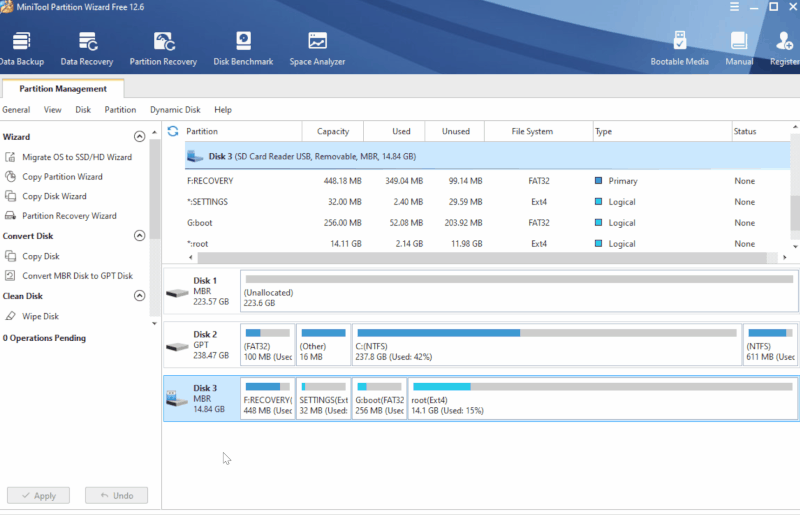 MiniTool Partition Wizard Free 12.6
Data Backup Data Recovery Partition Recovery Disk Benchmark Space Analyzer Bootable Media Manual Register
Partition Management
General View Disk Partition Dynamic Disk Help
Wizard
Migrate OS to SSD/HD Wizard
Copy Partition Wizard
Copy Disk Wizard
Partition Recovery Wizard
Convert Disk
Copy Disk
Convert MBR Disk to GPT Disk
Clean Disk
Wipe Disk
0 Operations Pending
Apply Undo
Partition Capacity Used Unused File System Type Status
Disk 3 (SD Card Reader USB, Removable, MBR, 14.84 GB)
F:RECOVERY 448.18 MB 349.04 MB 99.14 MB FAT32 Primary None
*:SETTINGS 32.00 MB 2.40 MB 29.59 MB Ext4 Logical None
G:boot 256.00 MB 52.08 MB 203.92 MB FAT32 Logical None
*:root 14.11 GB 2.14 GB 11.98 GB Ext4 Logical None
Disk 1
MBR
223.57 GB
(Unallocated)
223.6 GB
Disk 2
GPT
238.47 GB
(FAT32) (Other) C:(NTFS) (NTFS)
100 MB (Usec 16 MB 237.8 GB (Used: 42%) 611 MB (Usec
Disk 3
MBR
14.84 GB
F:RECOVERY( SETTINGS(Ext G:boot(FAT32 root(Ext4)
448 MB (Usec 32 MB (Used: 256 MB (Usec 14.1 GB (Used: 15%)